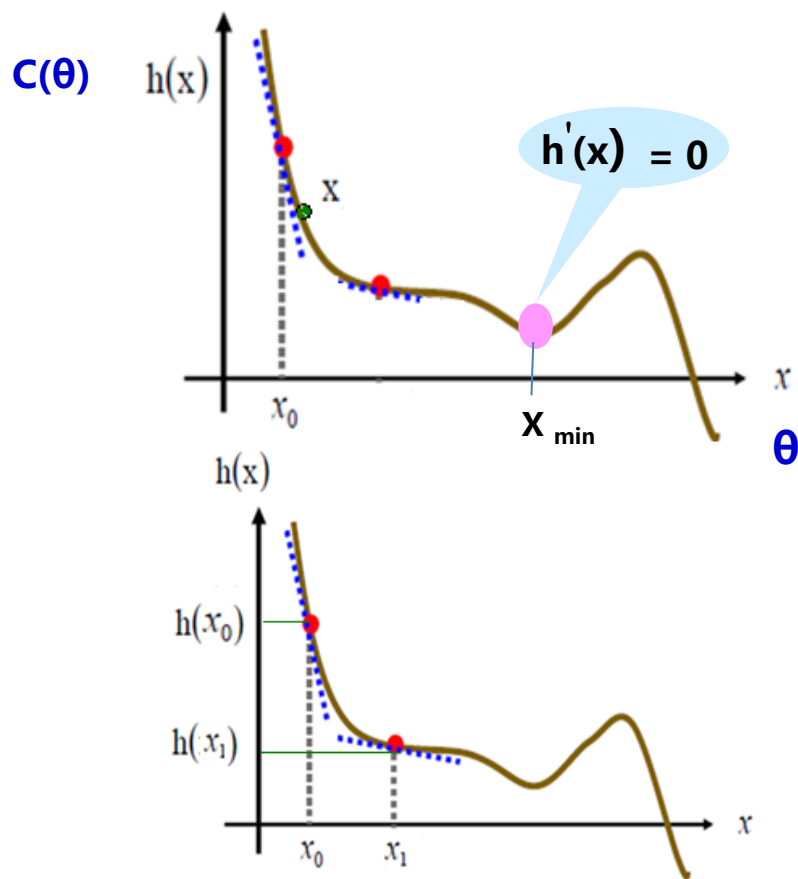 C(θ)
h(x)
h'(x) = 0
x
x
x₀
X min
θ
h(x)
h(x₀)
h(x₁)
x
x₀
x₁